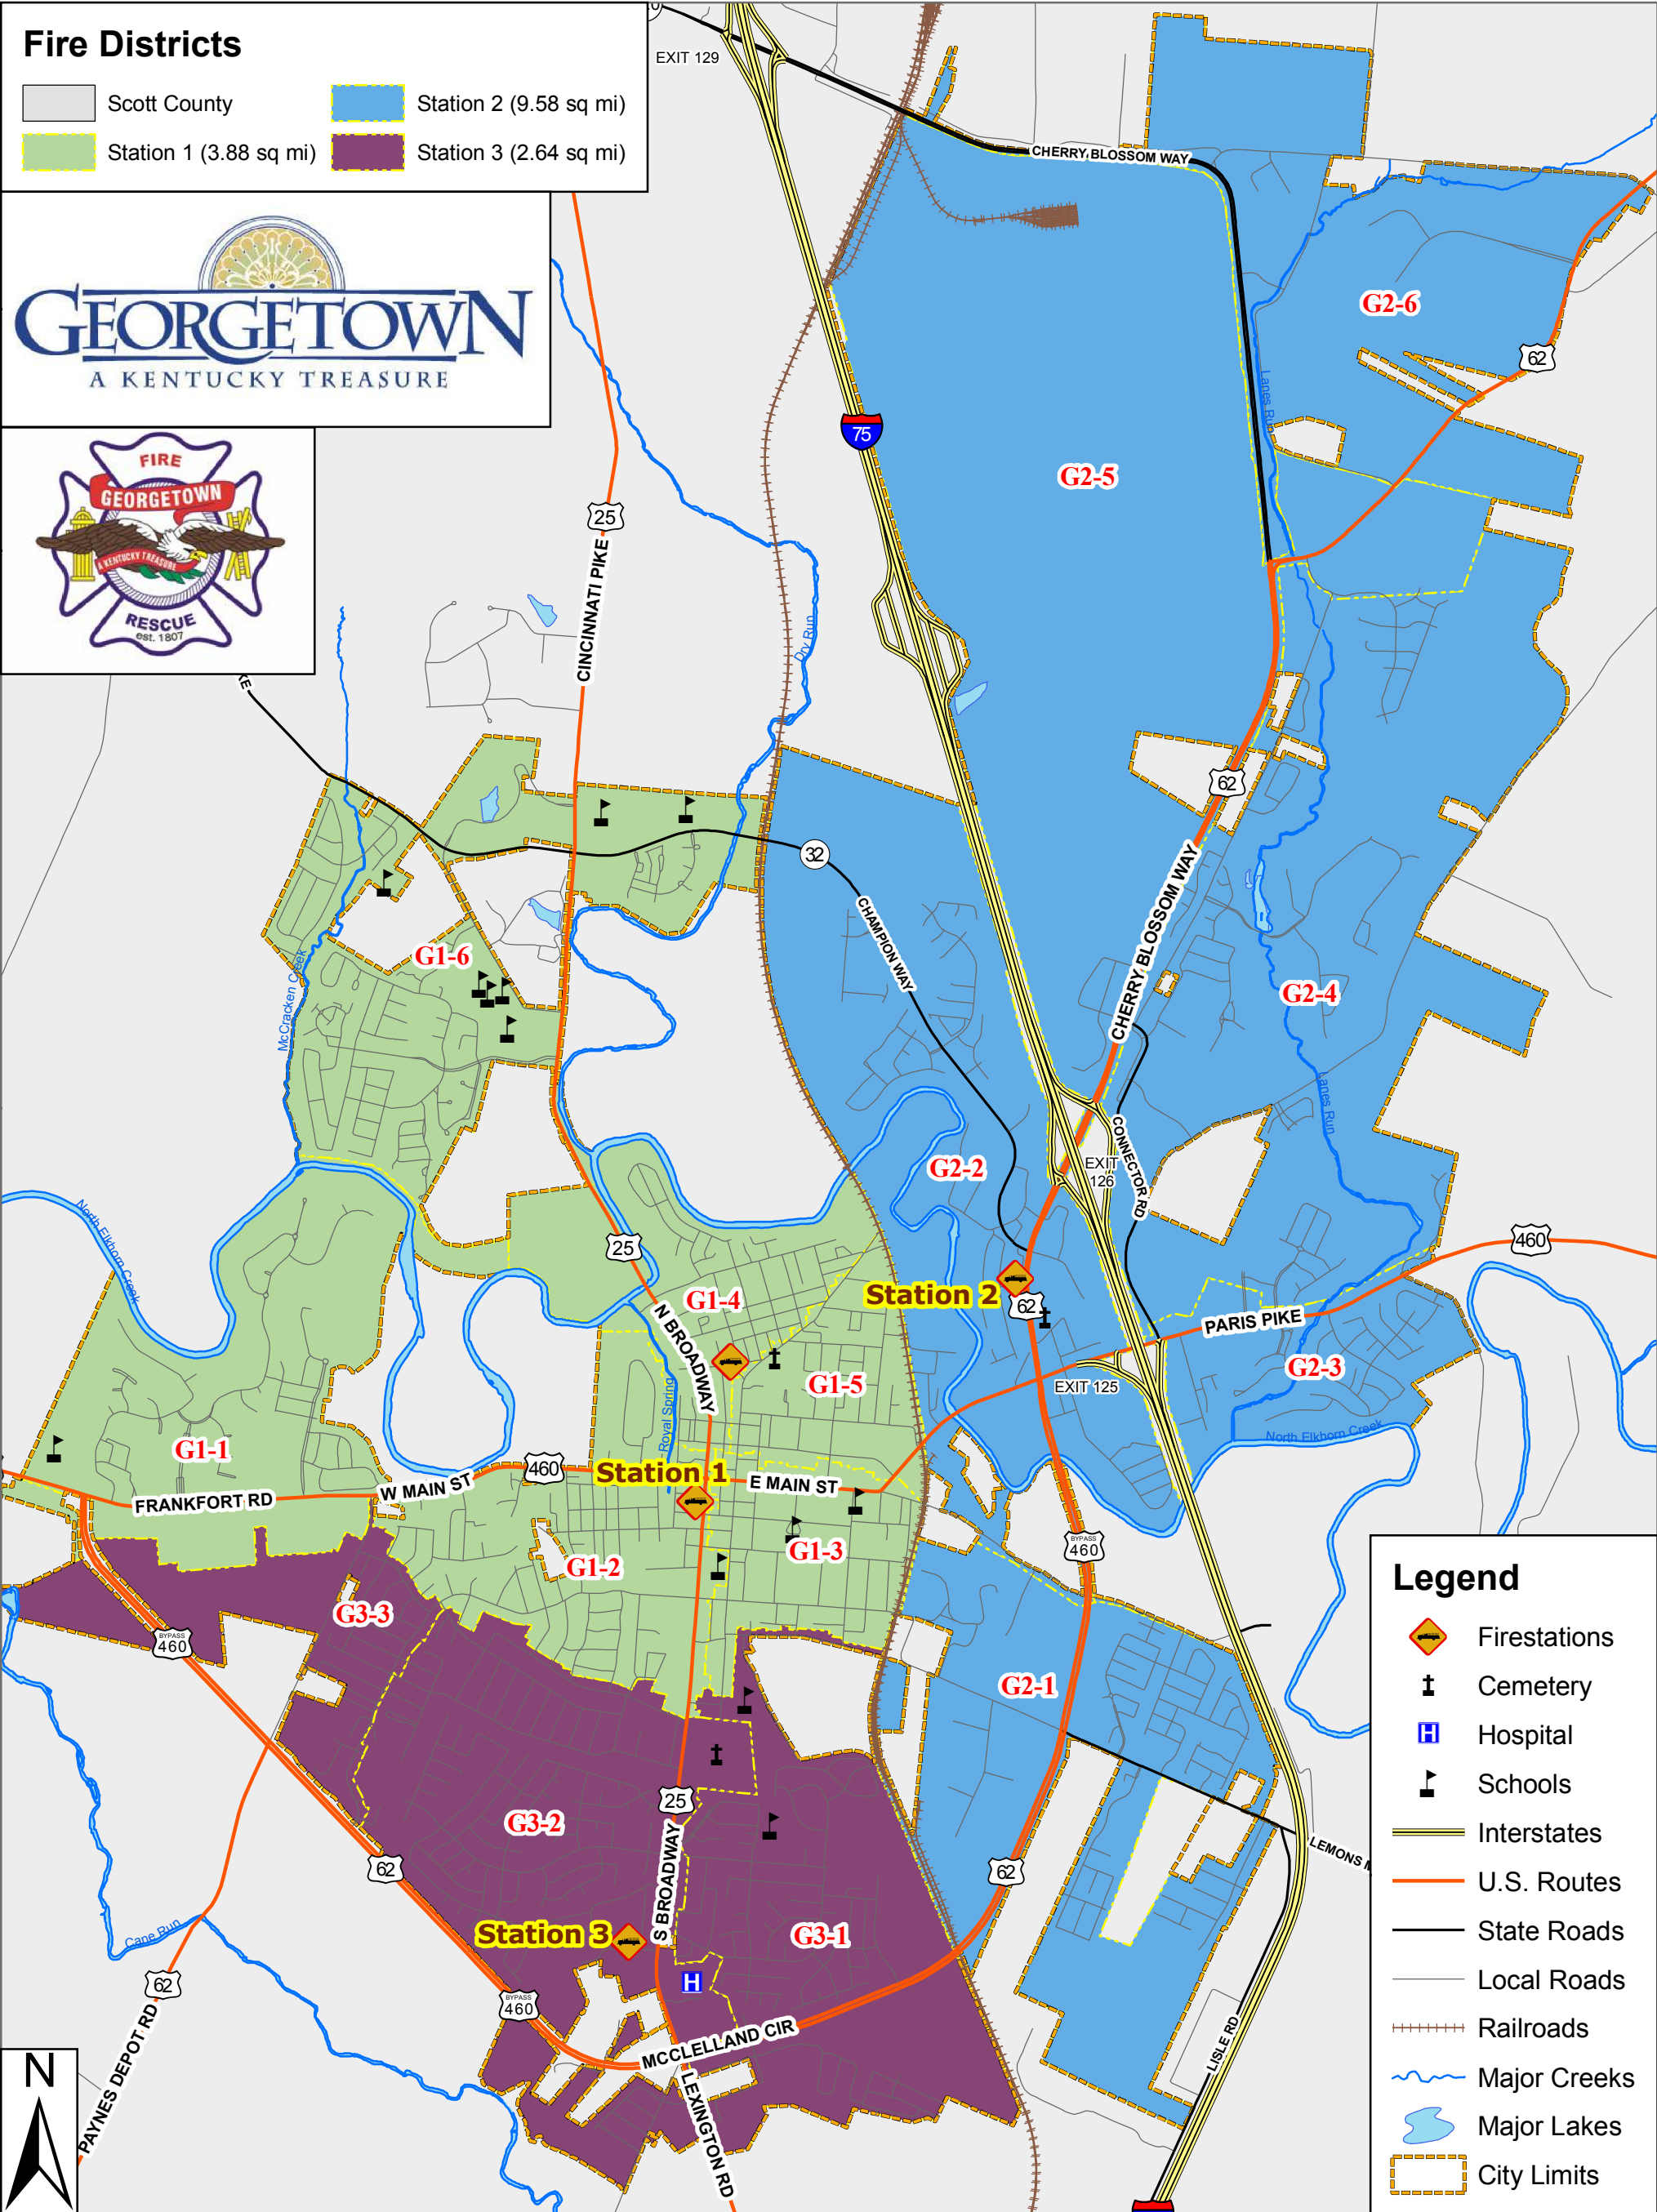 Fire Districts
Scott County
Station 2 (9.58 sq mi)
Station 1 (3.88 sq mi)
Station 3 (2.64 sq mi)
GEORGETOWN
A KENTUCKY TREASURE
FIRE
GEORGETOWN
A KENTUCKY TREASURE
RESCUE
est. 1807
EXIT 129
CHERRY BLOSSOM WAY
G2-6
62
Lanes Run
75
G2-5
25
CINCINNATI PIKE
Dry Run
62
32
CHAMPION WAY
CHERRY BLOSSOM WAY
G1-6
McCracken Creek
G2-4
Lanes Run
CONNECTOR RD
EXIT
126
G2-2
North Elkhorn Creek
25
460
Station 2
62
G1-4
N BROADWAY
PARIS PIKE
G2-3
EXIT 125
G1-5
Royal Spring
North Elkhorn Creek
G1-1
460
Station 1
W MAIN ST
E MAIN ST
FRANKFORT RD
G1-3
G1-2
BYPASS
460
G3-3
BYPASS
460
G2-1
25
G3-2
S BROADWAY
62
62
LEMONS M
Station 3
G3-1
Cane Run
62
BYPASS
460
MCCLELLAND CIR
PAYNES DEPOT RD
LEXINGTON RD
LISLE RD
N
Legend
Firestations
Cemetery
H
Hospital
Schools
Interstates
U.S. Routes
State Roads
Local Roads
Railroads
Major Creeks
Major Lakes
City Limits
H